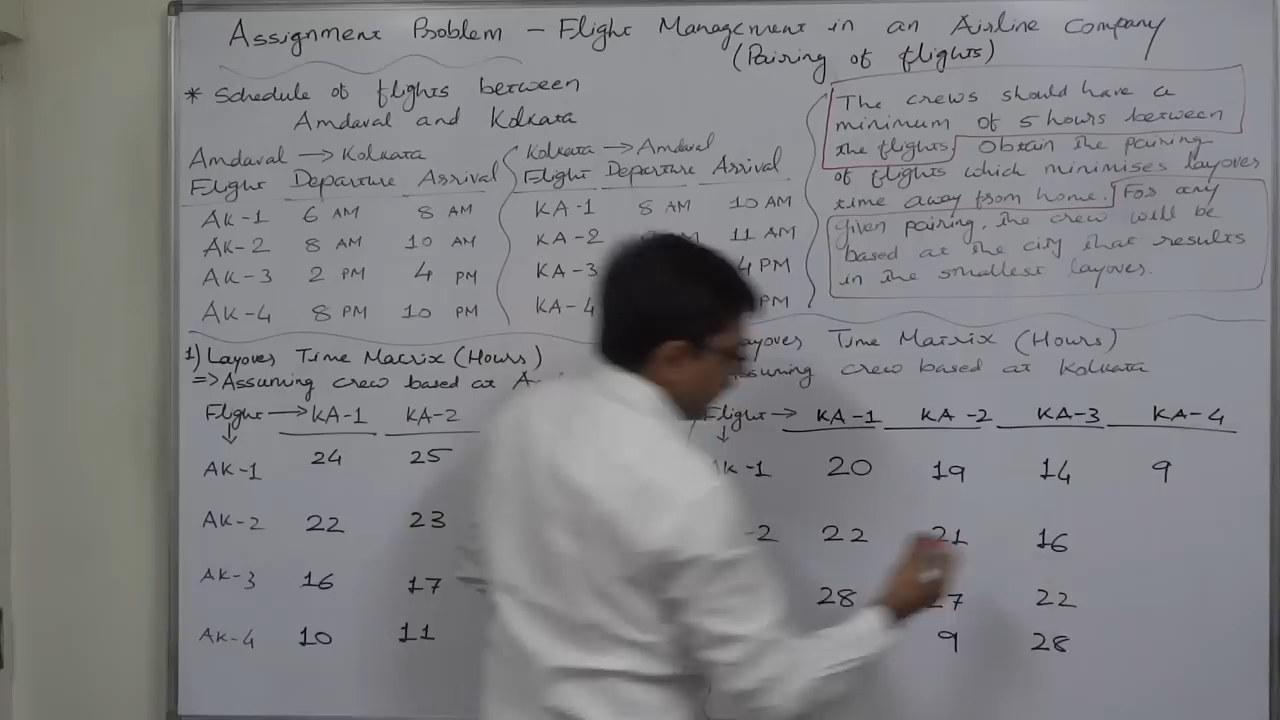 Assignment Problem – Flight Management in an Airline Company
(Pairing of flights)
* Schedule of flights between
Amdaval and Kolkata
Amdaval → Kolkata
Flight Departure Arrival
AK-1 6 AM 8 AM
AK-2 8 AM 10 AM
AK-3 2 PM 4 PM
AK-4 8 PM 10 PM
Kolkata → Amdaval
Flight Departure Arrival
KA-1 8 AM 10 AM
KA-2 AM 11 AM
KA-3 4 PM
KA-4 PM
The crews should have a
minimum of 5 hours between
the flights. Obtain the pairing
of flights which minimises layover
time away from home. For any
given pairing, the crew will be
based at the city that results
in the smallest layover.
1) Layover Time Matrix (Hours)
=> Assuming crew based at
Flight → KA-1 KA-2
↓
AK-1 24 25
AK-2 22 23
AK-3 16 17
AK-4 10 11
Time Matrix (Hours)
crew based at Kolkata
Flight → KA-1 KA-2 KA-3 KA-4
↓
-1 20 19 14 9
-2 22 21 16
28 22
9 28